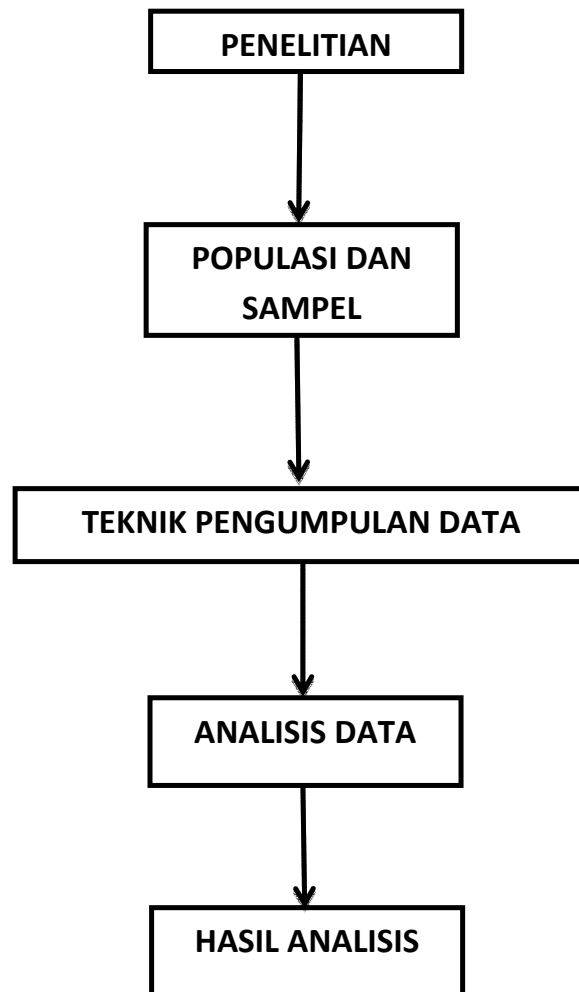 PENELITIAN
POPULASI DAN
SAMPEL
TEKNIK PENGUMPULAN DATA
ANALISIS DATA
HASIL ANALISIS